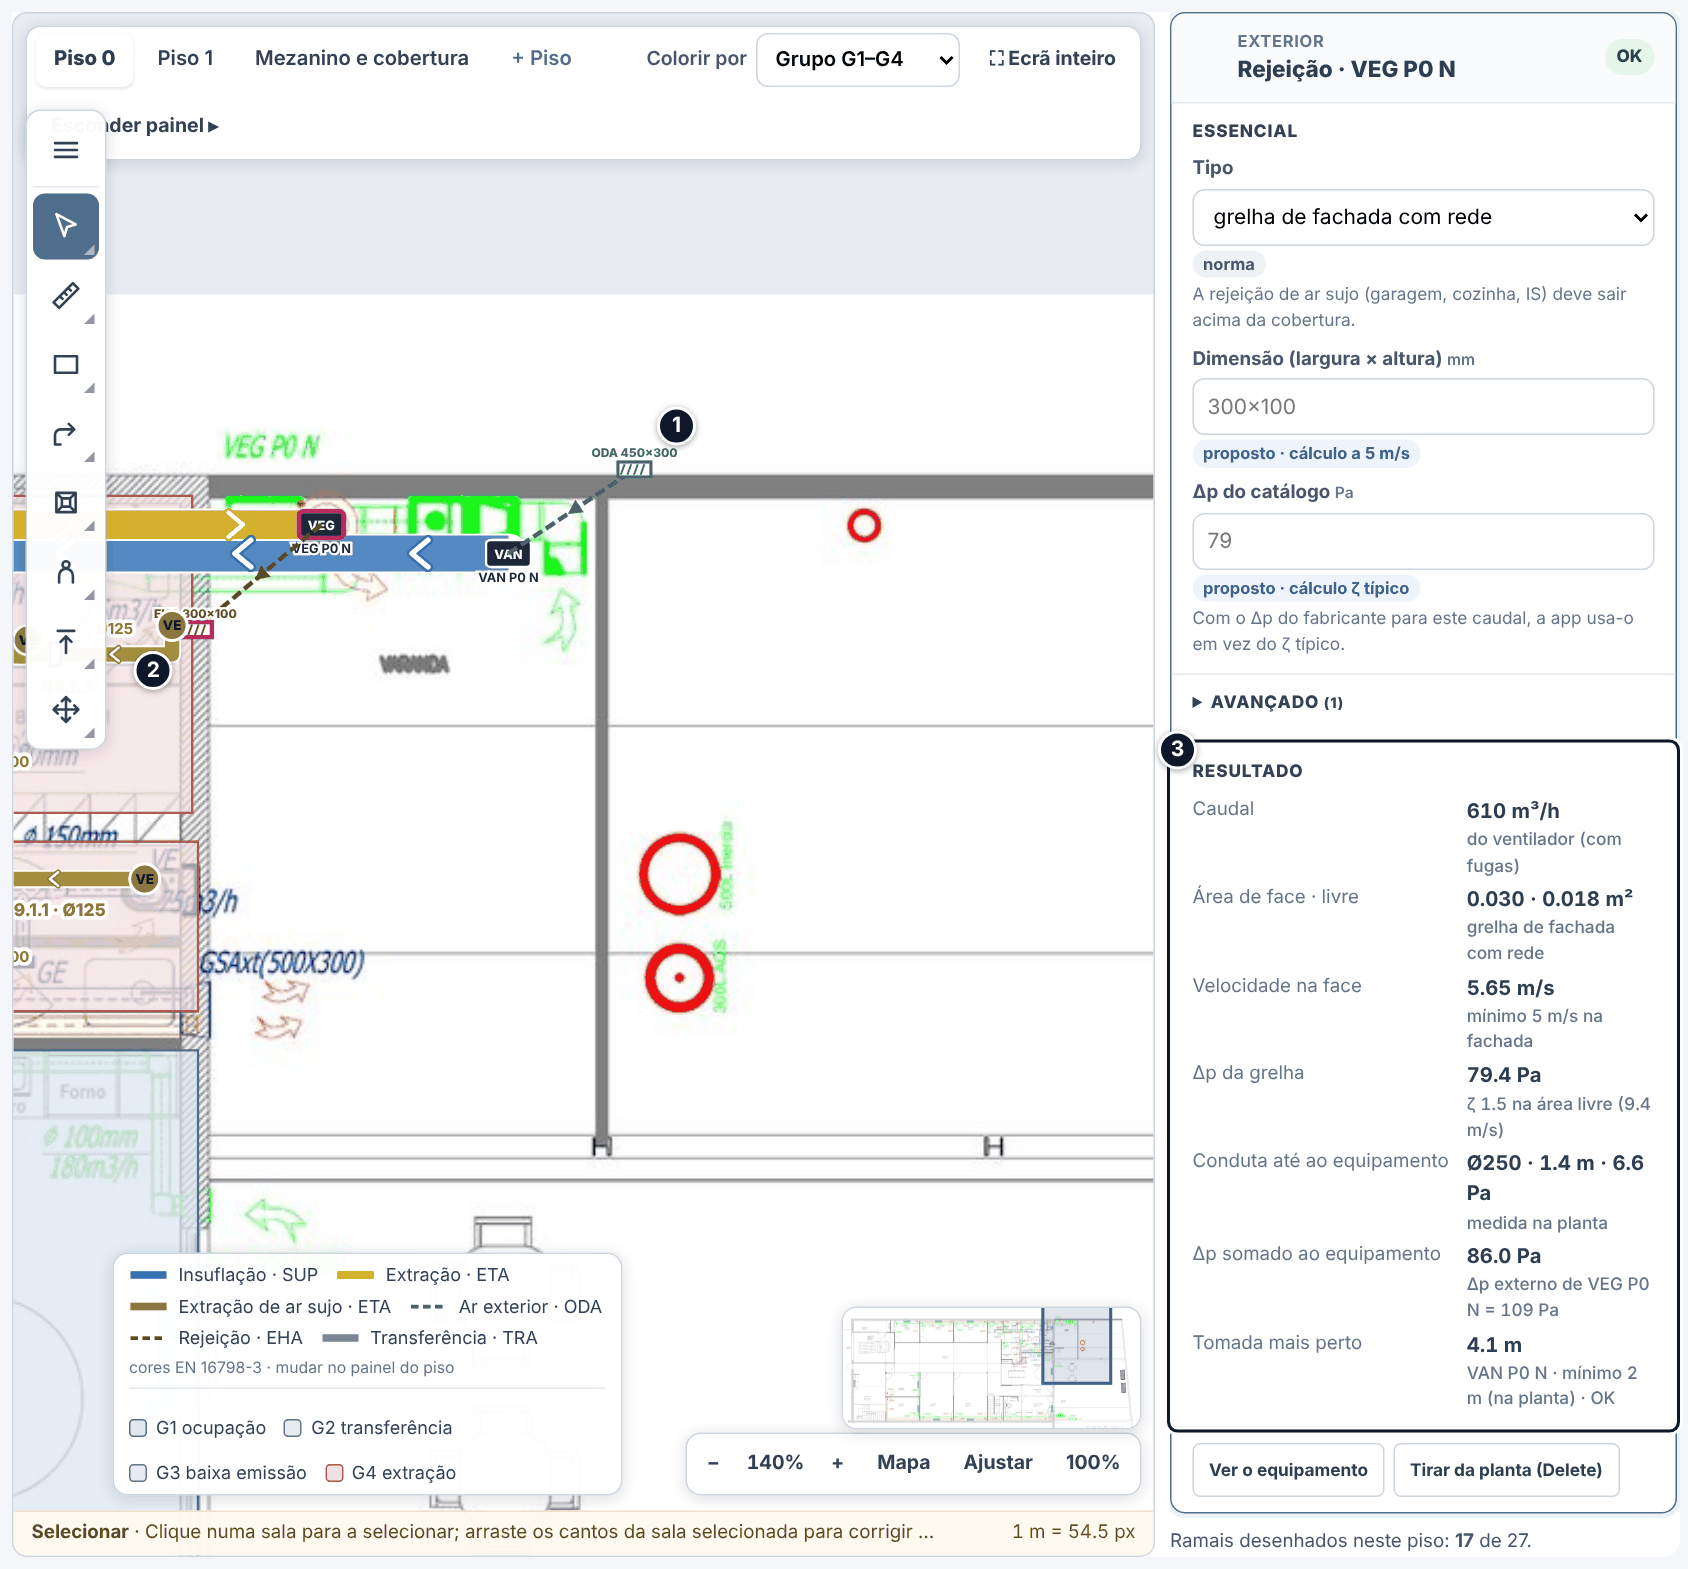 Piso 0
Piso 1
Mezanino e cobertura
+ Piso
Colorir por
Grupo G1–G4
Ecrã inteiro
Esconder painel ▸
VEG P0 N
1
ODA 450×300
VEG
VEG P0 N
VAN
VAN P0 N
300×100
VE
125
2
VARANDA
Ø 150mm
VE
9.1.1 · Ø125
GSAxt(500X300)
GE
500L Inercia
300L AQS
Forno
Ø 100mm
180m3/h
Insuflação · SUP
Extração · ETA
Extração de ar sujo · ETA
Ar exterior · ODA
Rejeição · EHA
Transferência · TRA
cores EN 16798-3 · mudar no painel do piso
G1 ocupação
G2 transferência
G3 baixa emissão
G4 extração
− 140% + Mapa Ajustar 100%
Selecionar · Clique numa sala para a selecionar; arraste os cantos da sala selecionada para corrigir ...
1 m = 54.5 px
EXTERIOR
Rejeição · VEG P0 N
OK
ESSENCIAL
Tipo
grelha de fachada com rede
norma
A rejeição de ar sujo (garagem, cozinha, IS) deve sair
acima da cobertura.
Dimensão (largura × altura) mm
300×100
proposto · cálculo a 5 m/s
Δp do catálogo Pa
79
proposto · cálculo ζ típico
Com o Δp do fabricante para este caudal, a app usa-o
em vez do ζ típico.
▸ AVANÇADO (1)
3
RESULTADO
Caudal
610 m³/h
do ventilador (com
fugas)
Área de face · livre
0.030 · 0.018 m²
grelha de fachada
com rede
Velocidade na face
5.65 m/s
mínimo 5 m/s na
fachada
Δp da grelha
79.4 Pa
ζ 1.5 na área livre (9.4
m/s)
Conduta até ao equipamento
Ø250 · 1.4 m · 6.6
Pa
medida na planta
Δp somado ao equipamento
86.0 Pa
Δp externo de VEG P0
N = 109 Pa
Tomada mais perto
4.1 m
VAN P0 N · mínimo 2
m (na planta) · OK
Ver o equipamento
Tirar da planta (Delete)
Ramais desenhados neste piso: 17 de 27.